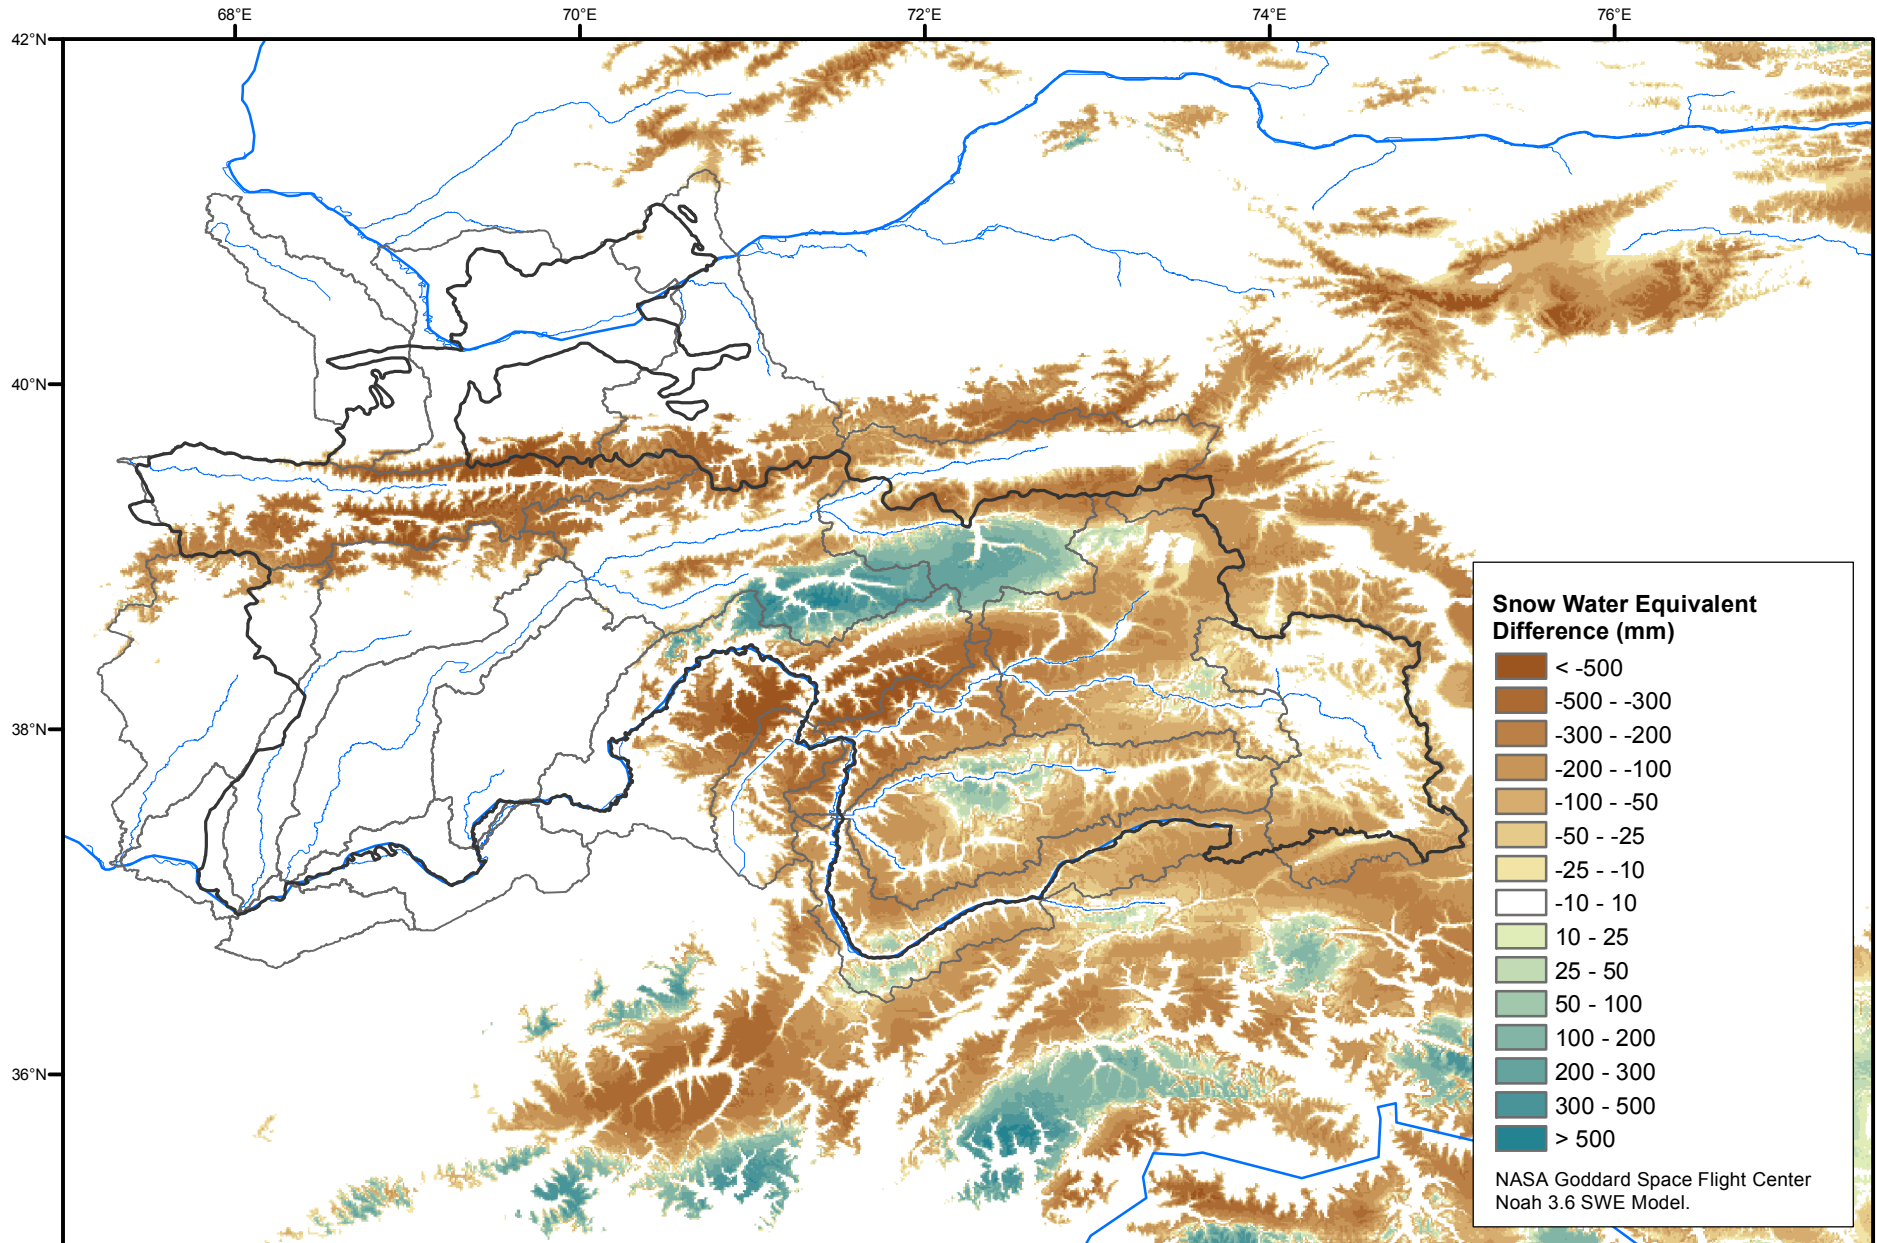 68°E 70°E 72°E 74°E 76°E
42°N
40°N
38°N
36°N
Snow Water Equivalent
Difference (mm)
< -500
-500 - -300
-300 - -200
-200 - -100
-100 - -50
-50 - -25
-25 - -10
-10 - 10
10 - 25
25 - 50
50 - 100
100 - 200
200 - 300
300 - 500
> 500
NASA Goddard Space Flight Center
Noah 3.6 SWE Model.